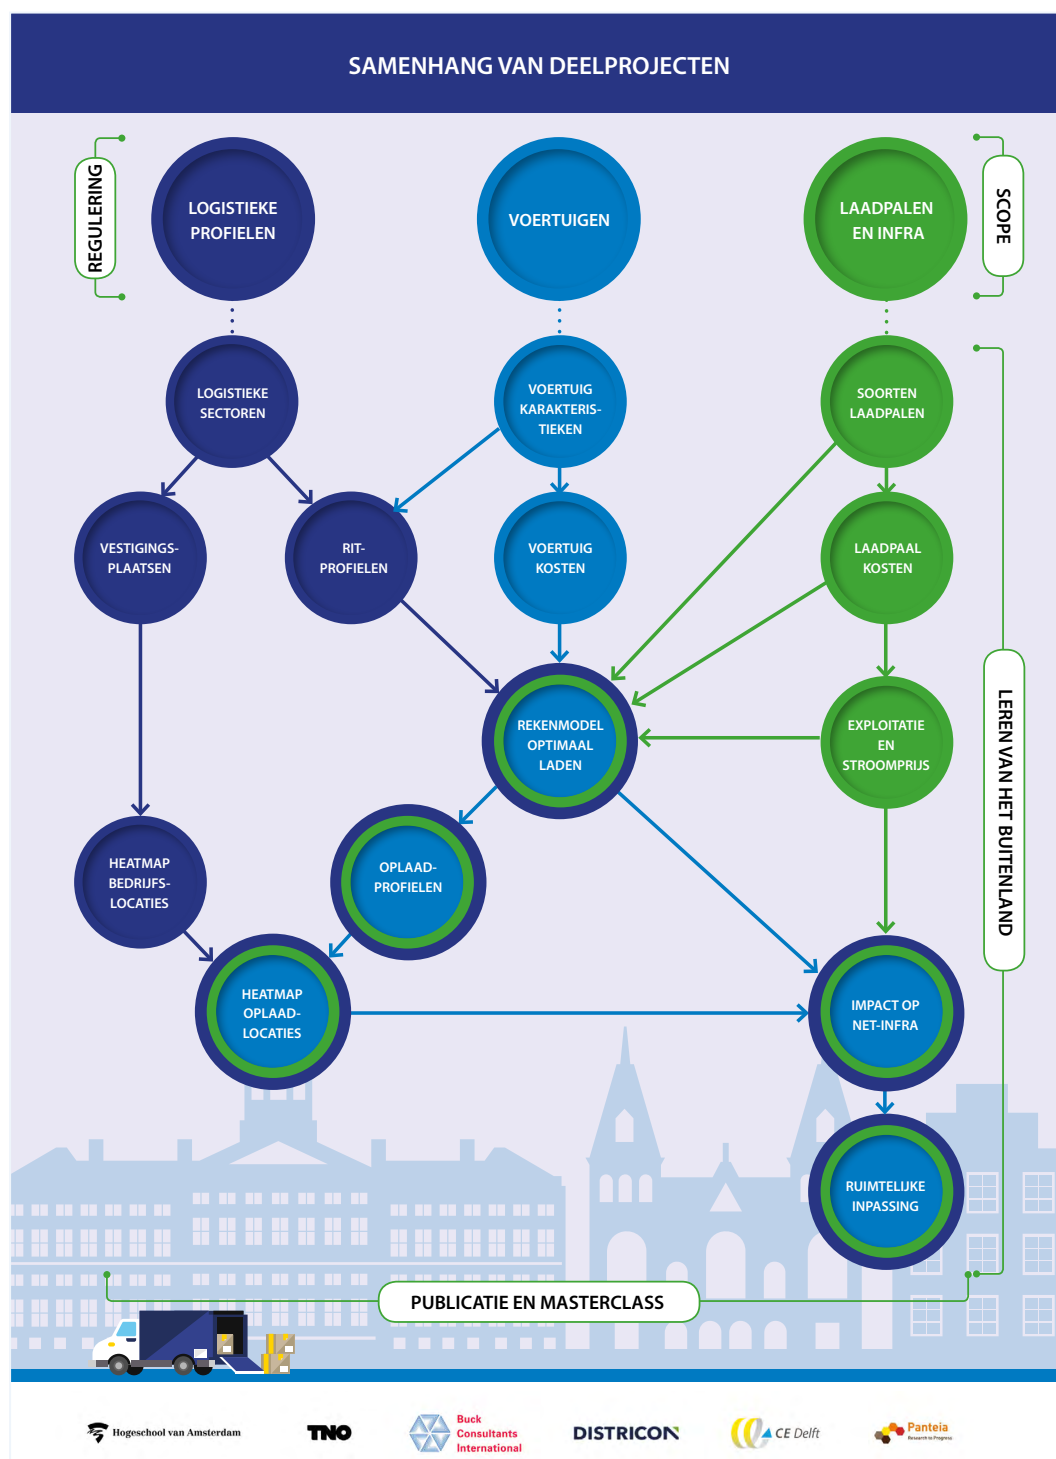 SAMENHANG VAN DEELPROJECTEN
REGULERING
LOGISTIEKE
PROFIELEN
VOERTUIGEN
LAADPALEN
EN INFRA
SCOPE
LOGISTIEKE
SECTOREN
VOERTUIG
KARAKTERIS-
TIEKEN
SOORTEN
LAADPALEN
VESTIGINGS-
PLAATSEN
RIT-
PROFIELEN
VOERTUIG
KOSTEN
LAADPAAL
KOSTEN
REKENMODEL
OPTIMAAL
LADEN
EXPLOITATIE
EN
STROOMPRIJS
LEREN VAN HET BUITENLAND
HEATMAP
BEDRIJFS-
LOCATIES
OPLAAD-
PROFIELEN
HEATMAP
OPLAAD-
LOCATIES
IMPACT OP
NET-INFRA
RUIMTELIJKE
INPASSING
PUBLICATIE EN MASTERCLASS
Hogeschool van Amsterdam
TNO
Buck
Consultants
International
DISTRICON
CE Delft
Panteia
Research to Progress